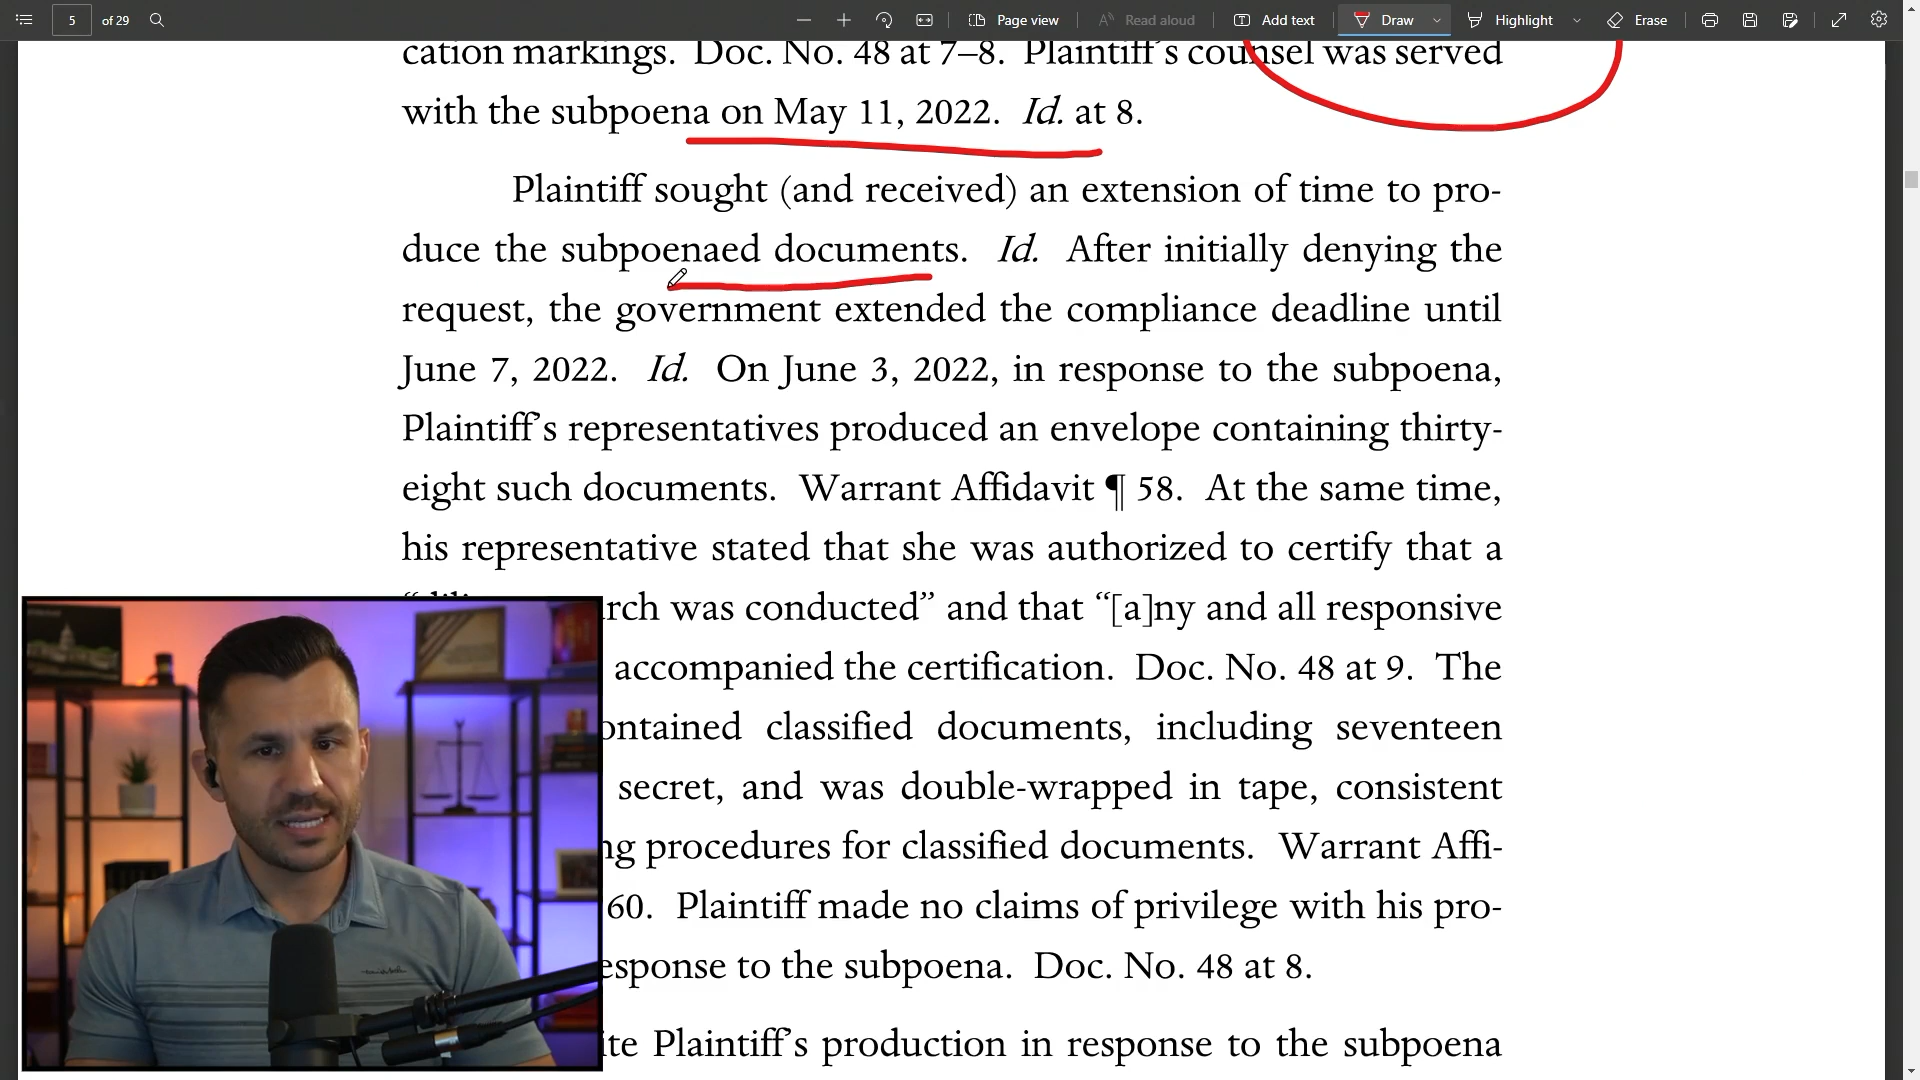 5 of 29 Page view Read aloud Add text Draw Highlight Erase
cation markings. Doc. No. 48 at 7–8. Plaintiff’s counsel was served
with the subpoena on May 11, 2022. Id. at 8.
Plaintiff sought (and received) an extension of time to pro-
duce the subpoenaed documents. Id. After initially denying the
request, the government extended the compliance deadline until
June 7, 2022. Id. On June 3, 2022, in response to the subpoena,
Plaintiff’s representatives produced an envelope containing thirty-
eight such documents. Warrant Affidavit ¶ 58. At the same time,
his representative stated that she was authorized to certify that a
rch was conducted” and that “[a]ny and all responsive
accompanied the certification. Doc. No. 48 at 9. The
ontained classified documents, including seventeen
secret, and was double-wrapped in tape, consistent
ng procedures for classified documents. Warrant Affi-
60. Plaintiff made no claims of privilege with his pro-
esponse to the subpoena. Doc. No. 48 at 8.
ite Plaintiff’s production in response to the subpoena